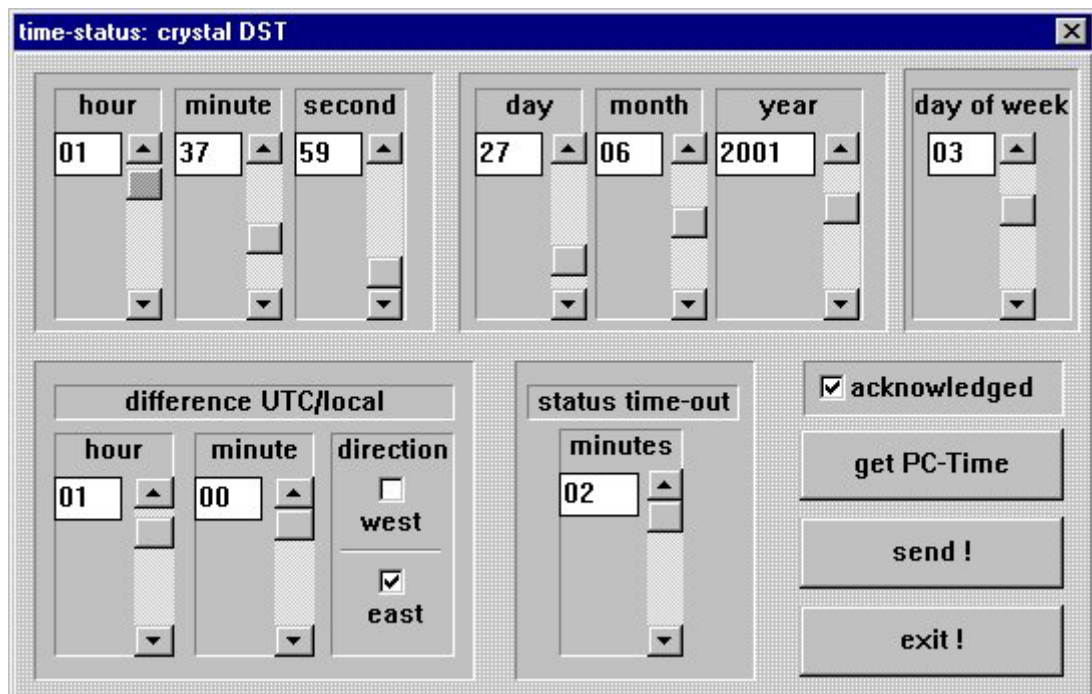 time-status: crystal DST
hour minute second day month year day of week
01 37 59 27 06 2001 03
difference UTC/local status time-out acknowledged
hour minute direction minutes get PC-Time
01 00 west 02
send !
east
exit !